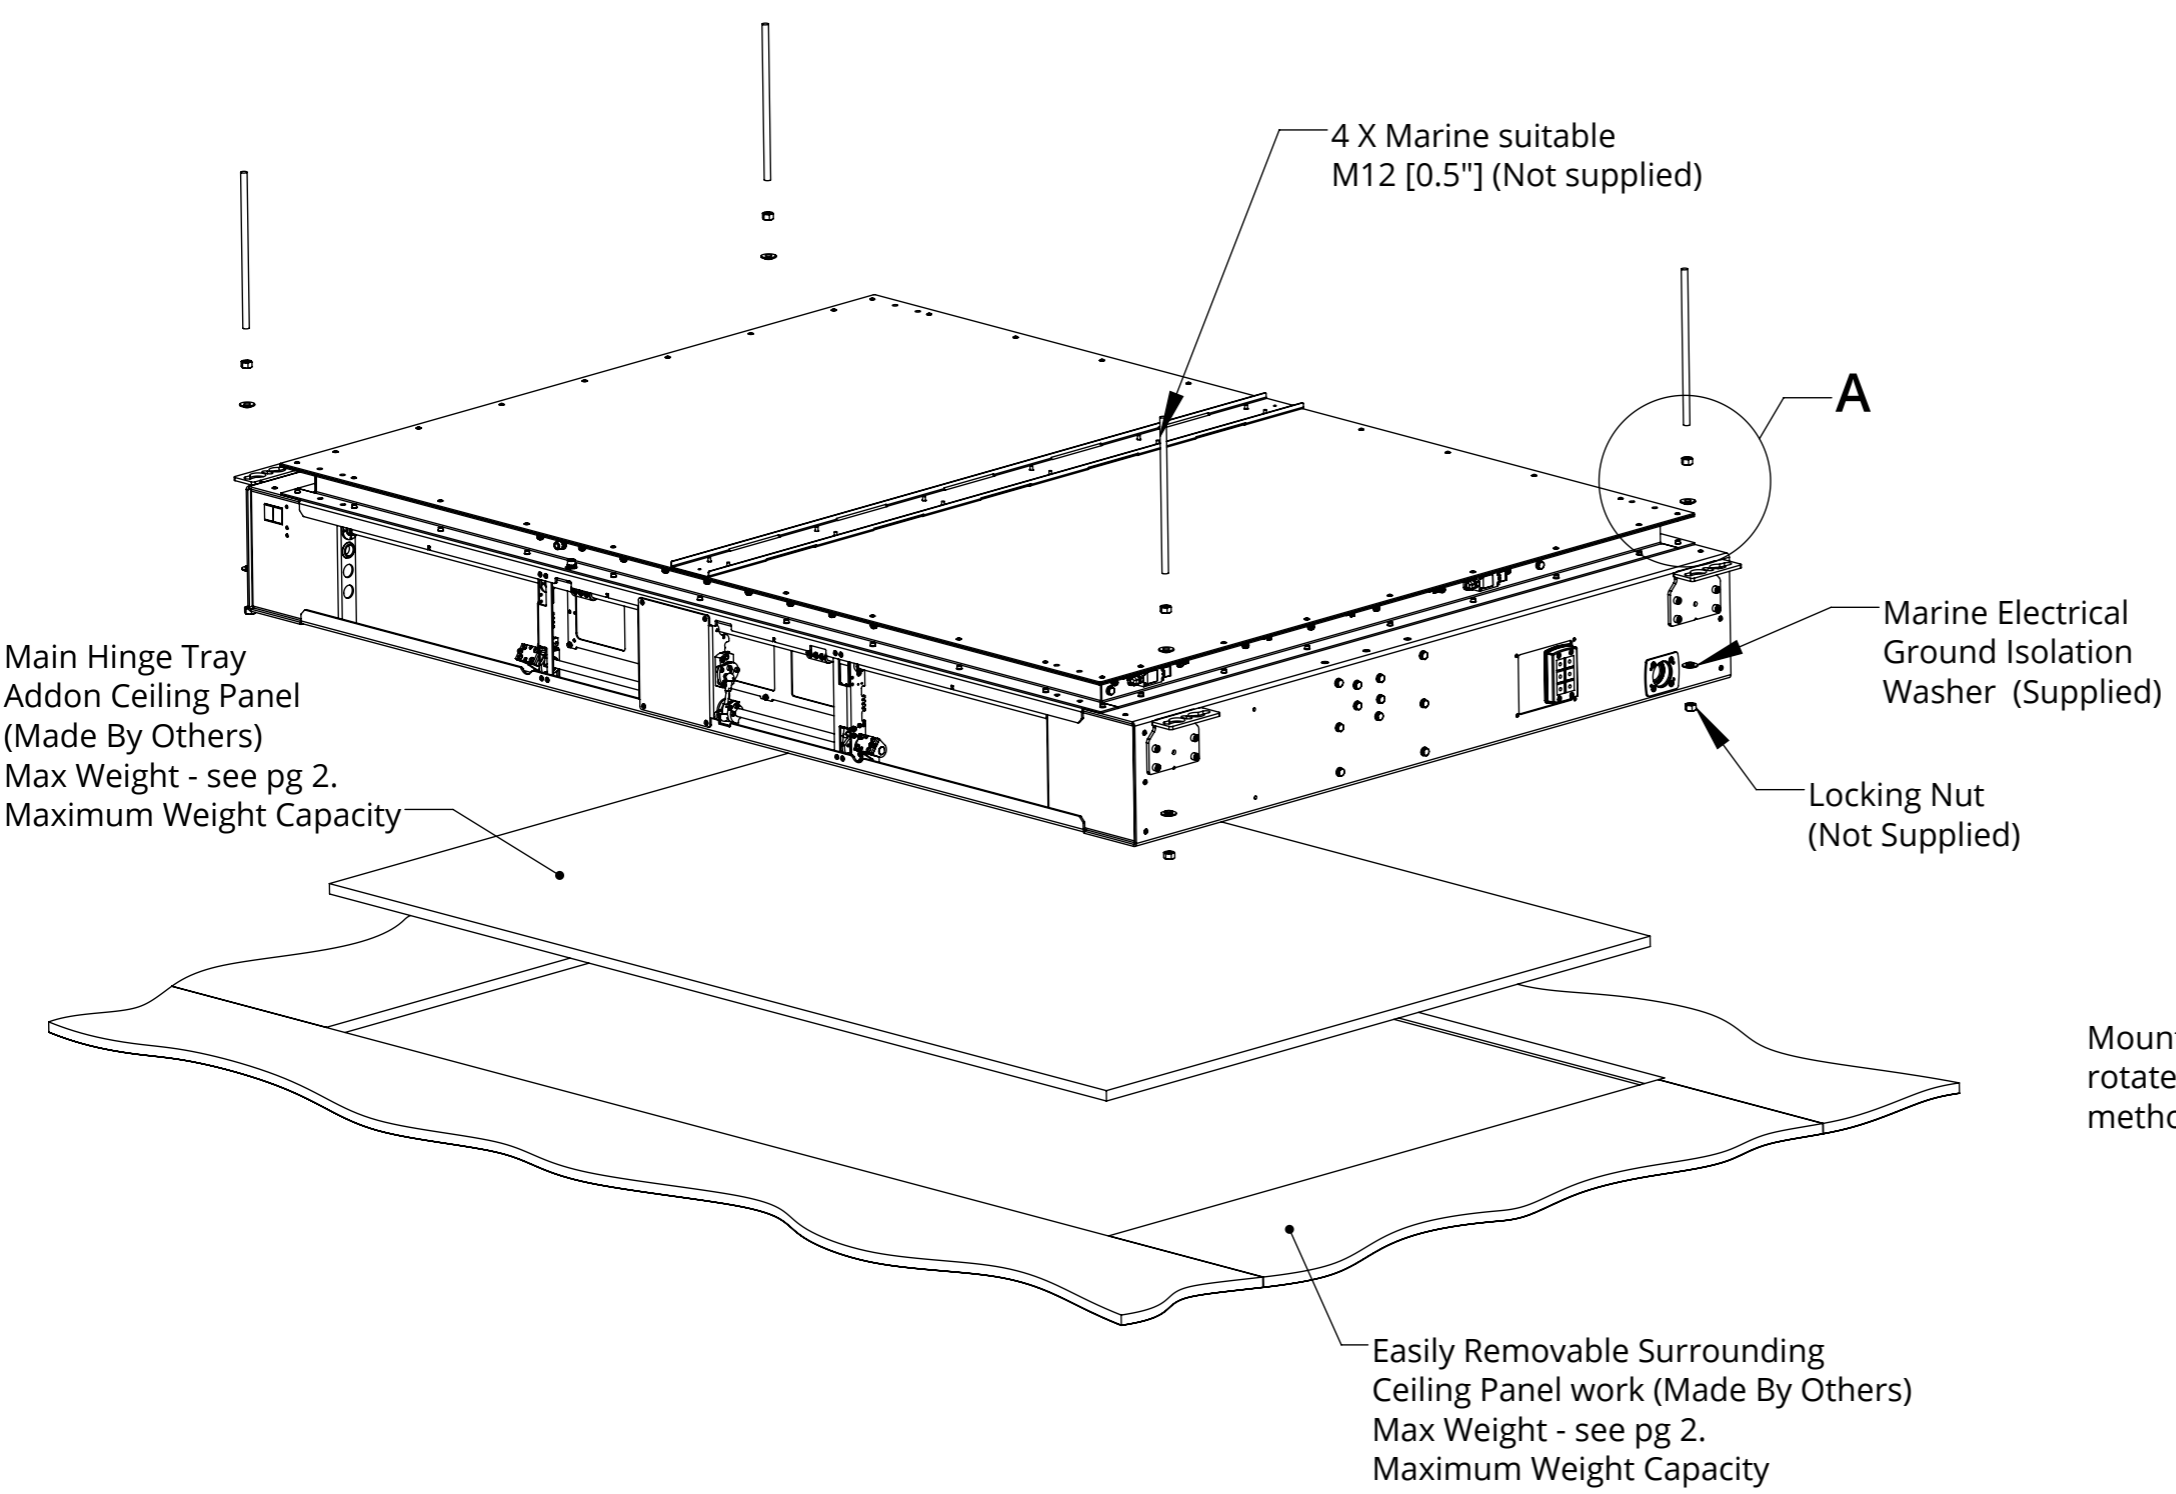 4 X Marine suitable
M12 [0.5"] (Not supplied)
A
Marine Electrical
Ground Isolation
Washer (Supplied)
Main Hinge Tray
Addon Ceiling Panel
(Made By Others)
Max Weight - see pg 2.
Maximum Weight Capacity
Locking Nut
(Not Supplied)
Easily Removable Surrounding
Ceiling Panel work (Made By Others)
Max Weight - see pg 2.
Maximum Weight Capacity